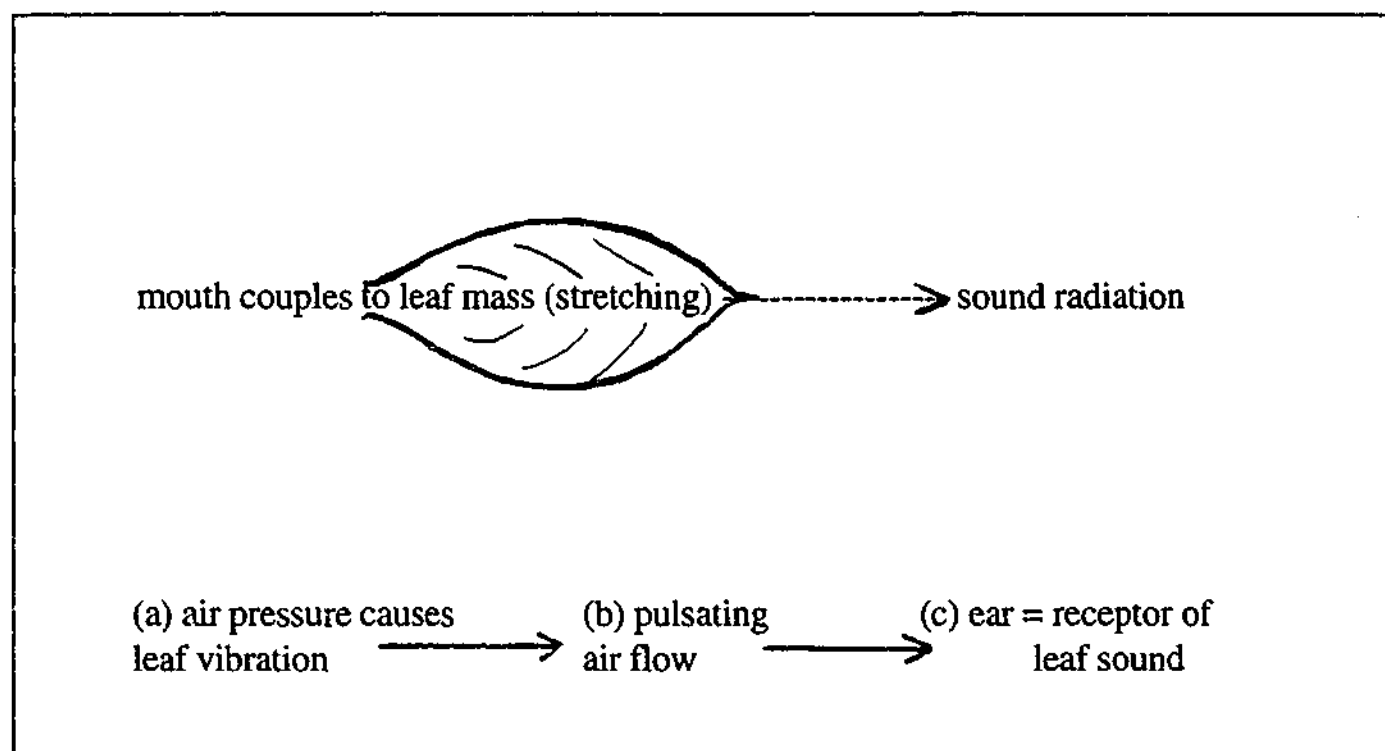 mouth couples to leaf mass (stretching) sound radiation
(a) air pressure causes (b) pulsating (c) ear = receptor of
leaf vibration air flow leaf sound